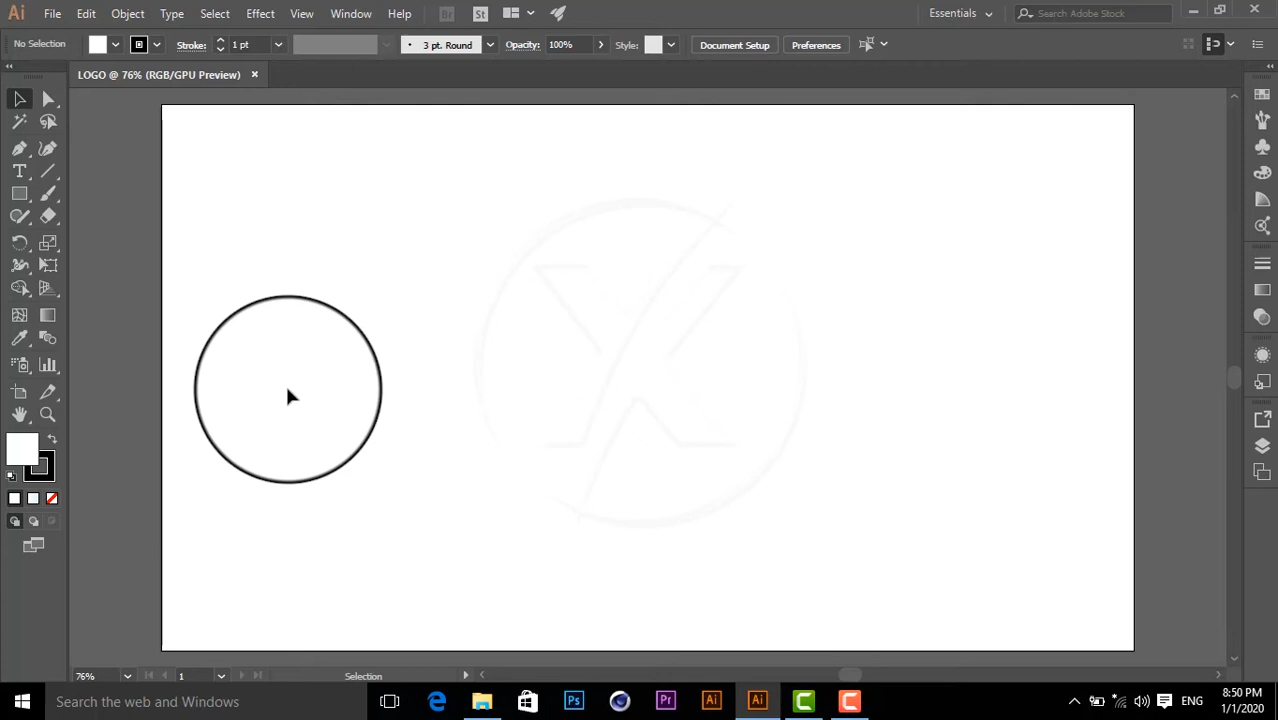 Ai File Edit Object Type Select Effect View Window Help Br St Essentials Search Adobe Stock
No Selection Stroke: 1 pt 3 pt. Round Opacity: 100% Style: Document Setup Preferences
LOGO @ 76% (RGB/GPU Preview)
T
76% 1 Selection
Search the web and Windows Ps Pr Ai Ai ENG 8:50 PM
1/1/2020